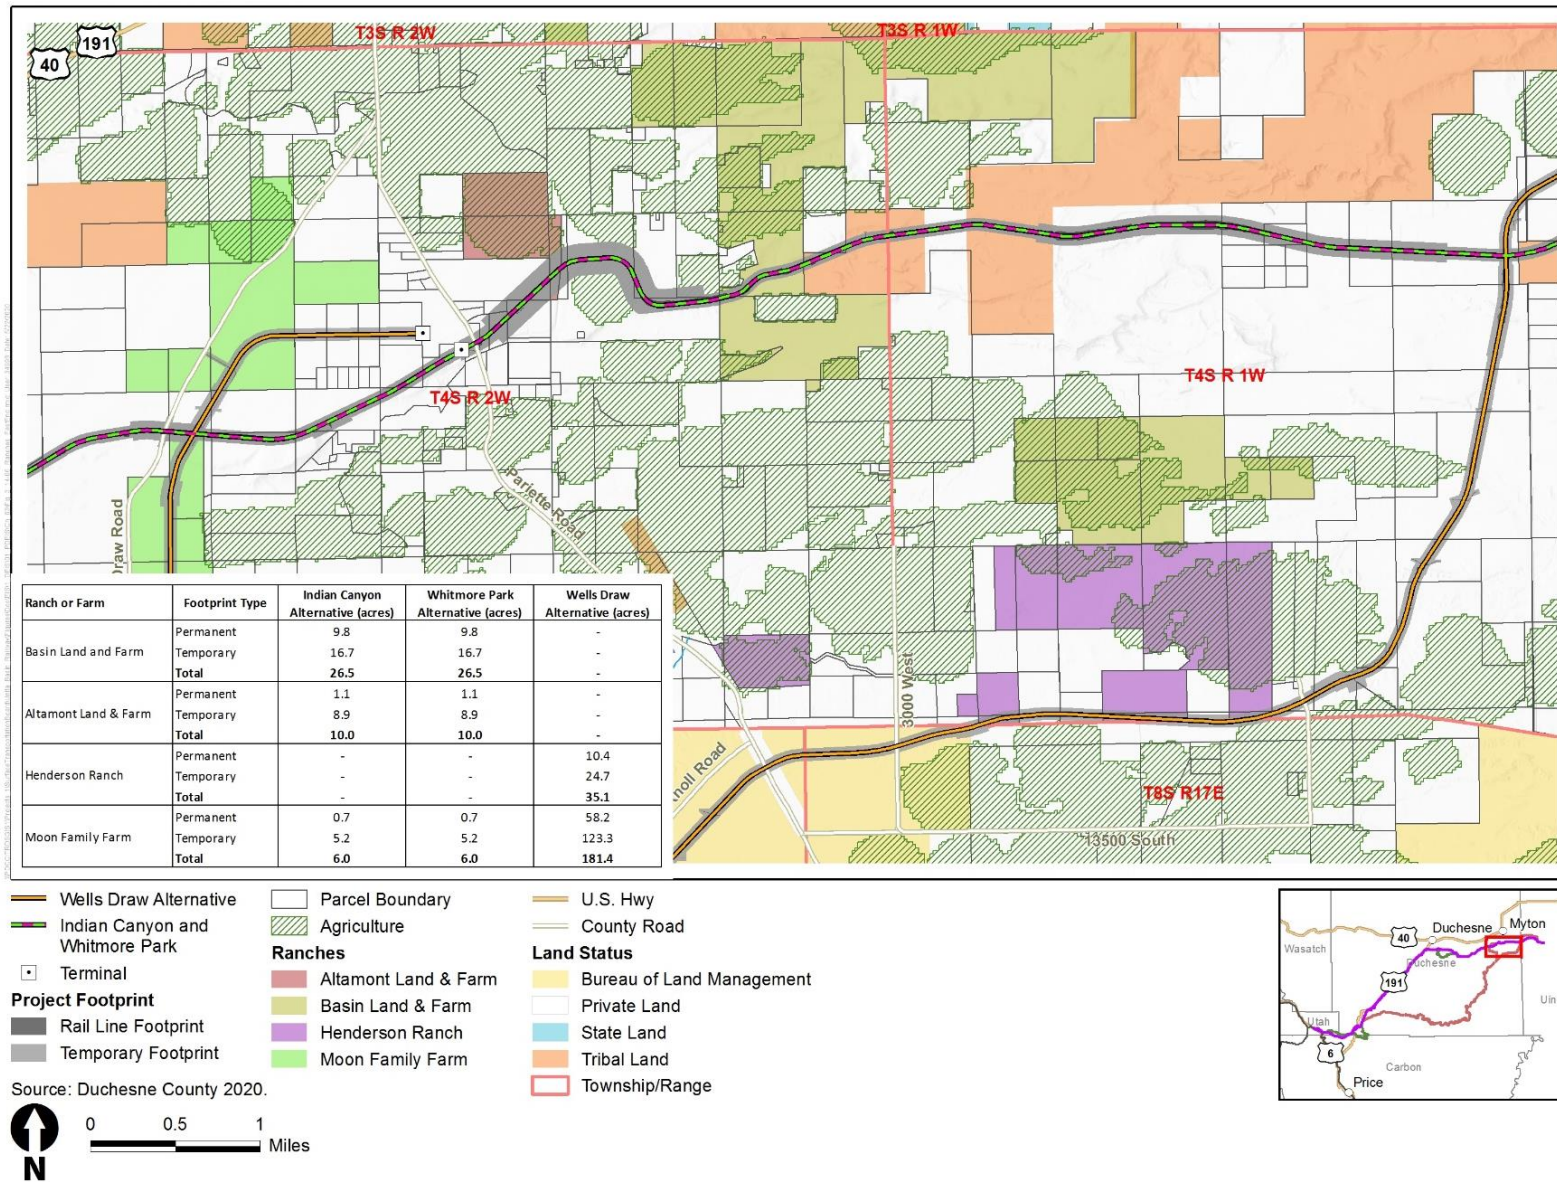 T3S R 2W
T3S R 1W
191
40
T4S R 1W
T4S R 2W
Pariette Road
Draw Road
3000 West
Knoll Road
T8S R17E
13500 South
Ranch or Farm Footprint Type Indian Canyon Alternative (acres) Whitmore Park Alternative (acres) Wells Draw Alternative (acres)
Basin Land and Farm
Permanent 9.8 9.8 -
Temporary 16.7 16.7 -
Total 26.5 26.5 -
Altamont Land & Farm
Permanent 1.1 1.1 -
Temporary 8.9 8.9 -
Total 10.0 10.0 -
Henderson Ranch
Permanent - - 10.4
Temporary - - 24.7
Total - - 35.1
Moon Family Farm
Permanent 0.7 0.7 58.2
Temporary 5.2 5.2 123.3
Total 6.0 6.0 181.4
Wells Draw Alternative
Indian Canyon and
Whitmore Park
Terminal
Project Footprint
Rail Line Footprint
Temporary Footprint
Parcel Boundary
Agriculture
Ranches
Altamont Land & Farm
Basin Land & Farm
Henderson Ranch
Moon Family Farm
U.S. Hwy
County Road
Land Status
Bureau of Land Management
Private Land
State Land
Tribal Land
Township/Range
Source: Duchesne County 2020.
0 0.5 1
Miles
N
Duchesne
Myton
40
Wasatch
Duchesne
191
Uin
Utah
6
Carbon
Price